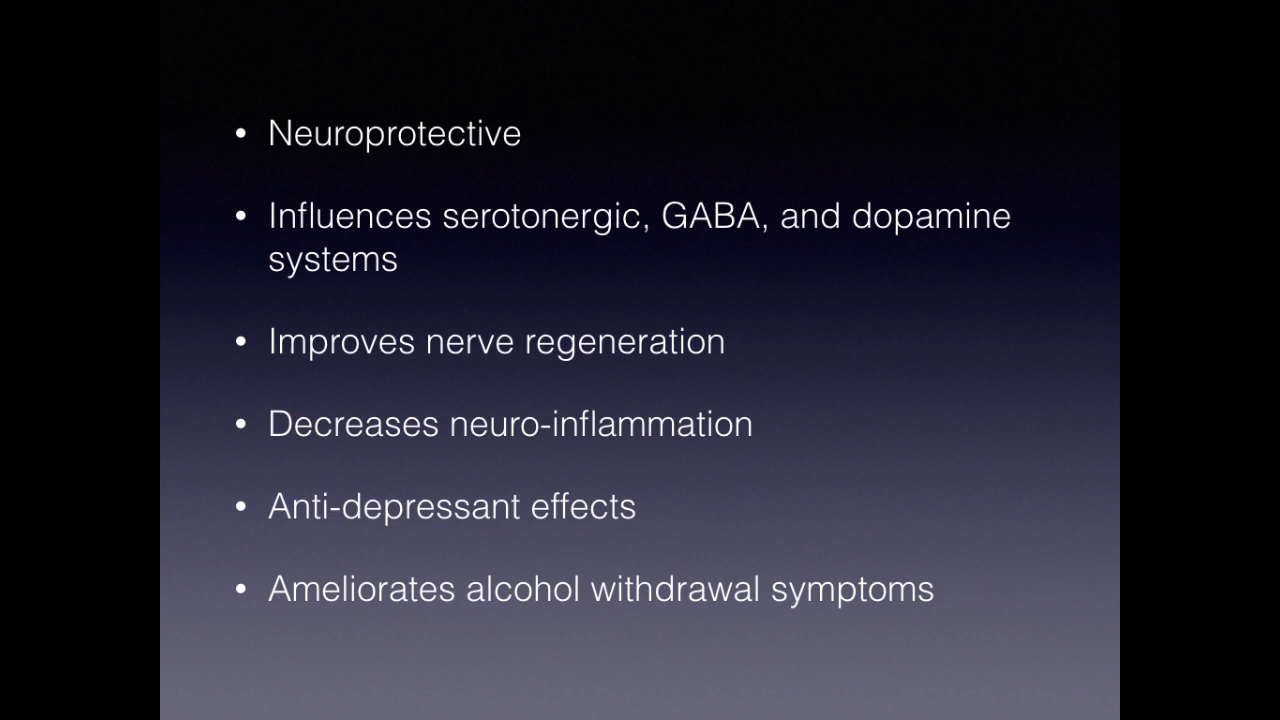 • Neuroprotective
• Influences serotonergic, GABA, and dopamine
systems
• Improves nerve regeneration
• Decreases neuro-inflammation
• Anti-depressant effects
• Ameliorates alcohol withdrawal symptoms